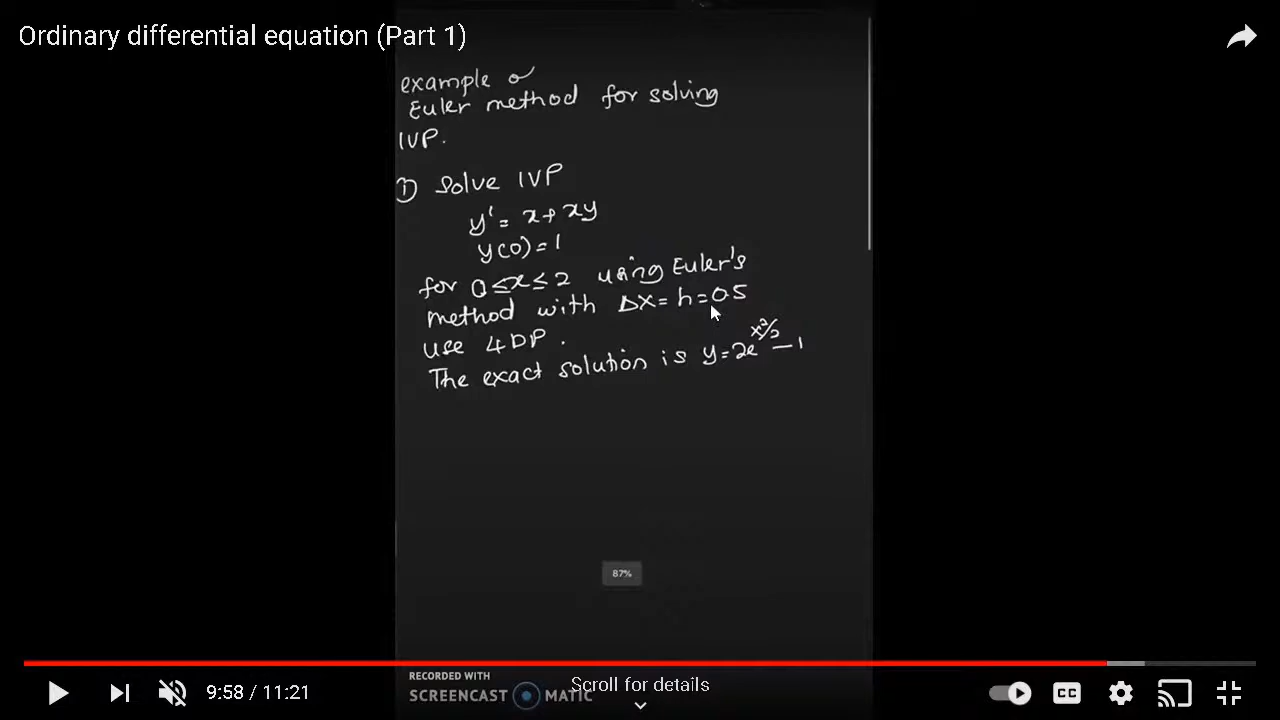 Ordinary differential equation (Part 1)
example
Euler method for solving
IVP.
① Solve IVP
y' = x + xy
y(0) = 1
for 0 ≤ x ≤ 2 using Euler's
method with Δx = h = 0.5
use 4DP.
The exact solution is y = 2e^{x²/2} − 1
87%
RECORDED WITH
SCREENCAST MATIC
Scroll for details
9:58 / 11:21
CC